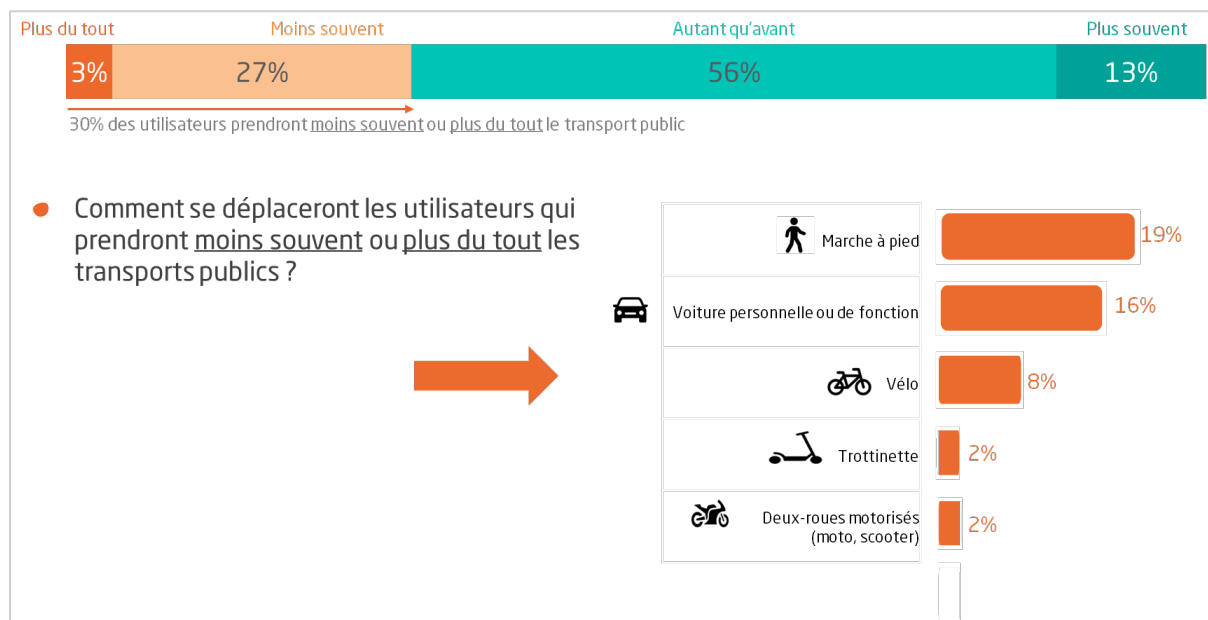 Plus du tout
Moins souvent
Autant qu'avant
Plus souvent
3%
27%
56%
13%
30% des utilisateurs prendront moins souvent ou plus du tout le transport public
Comment se déplaceront les utilisateurs qui
prendront moins souvent ou plus du tout les
transports publics ?
Marche à pied
19%
Voiture personnelle ou de fonction
16%
Vélo
8%
Trottinette
2%
Deux-roues motorisés
(moto, scooter)
2%